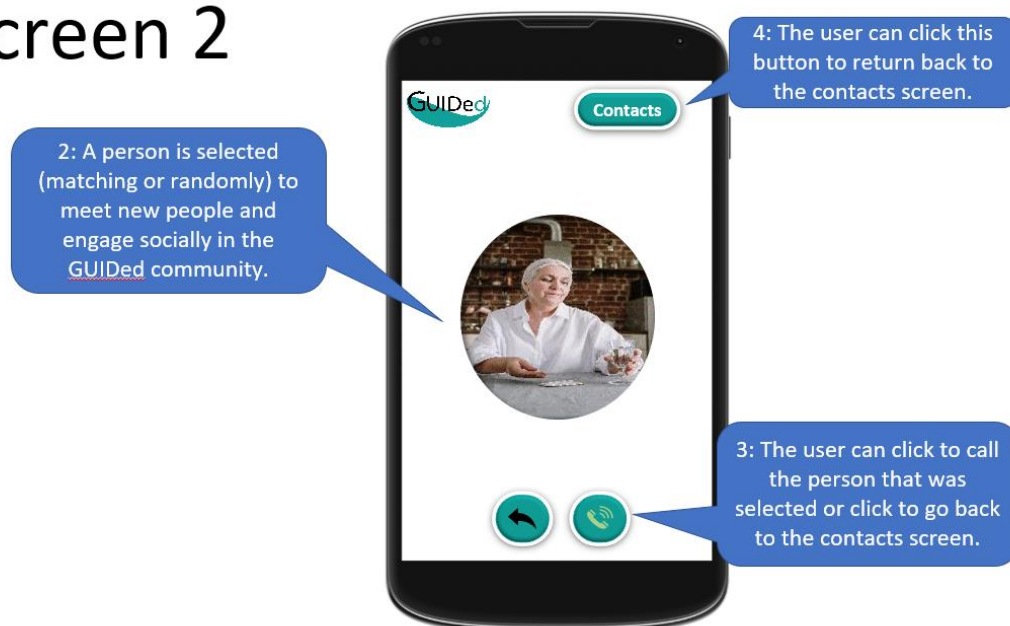 creen 2
4: The user can click this
button to return back to
the contacts screen.
GUIDed
Contacts
2: A person is selected
(matching or randomly) to
meet new people and
engage socially in the
GUIDed community.
3: The user can click to call
the person that was
selected or click to go back
to the contacts screen.